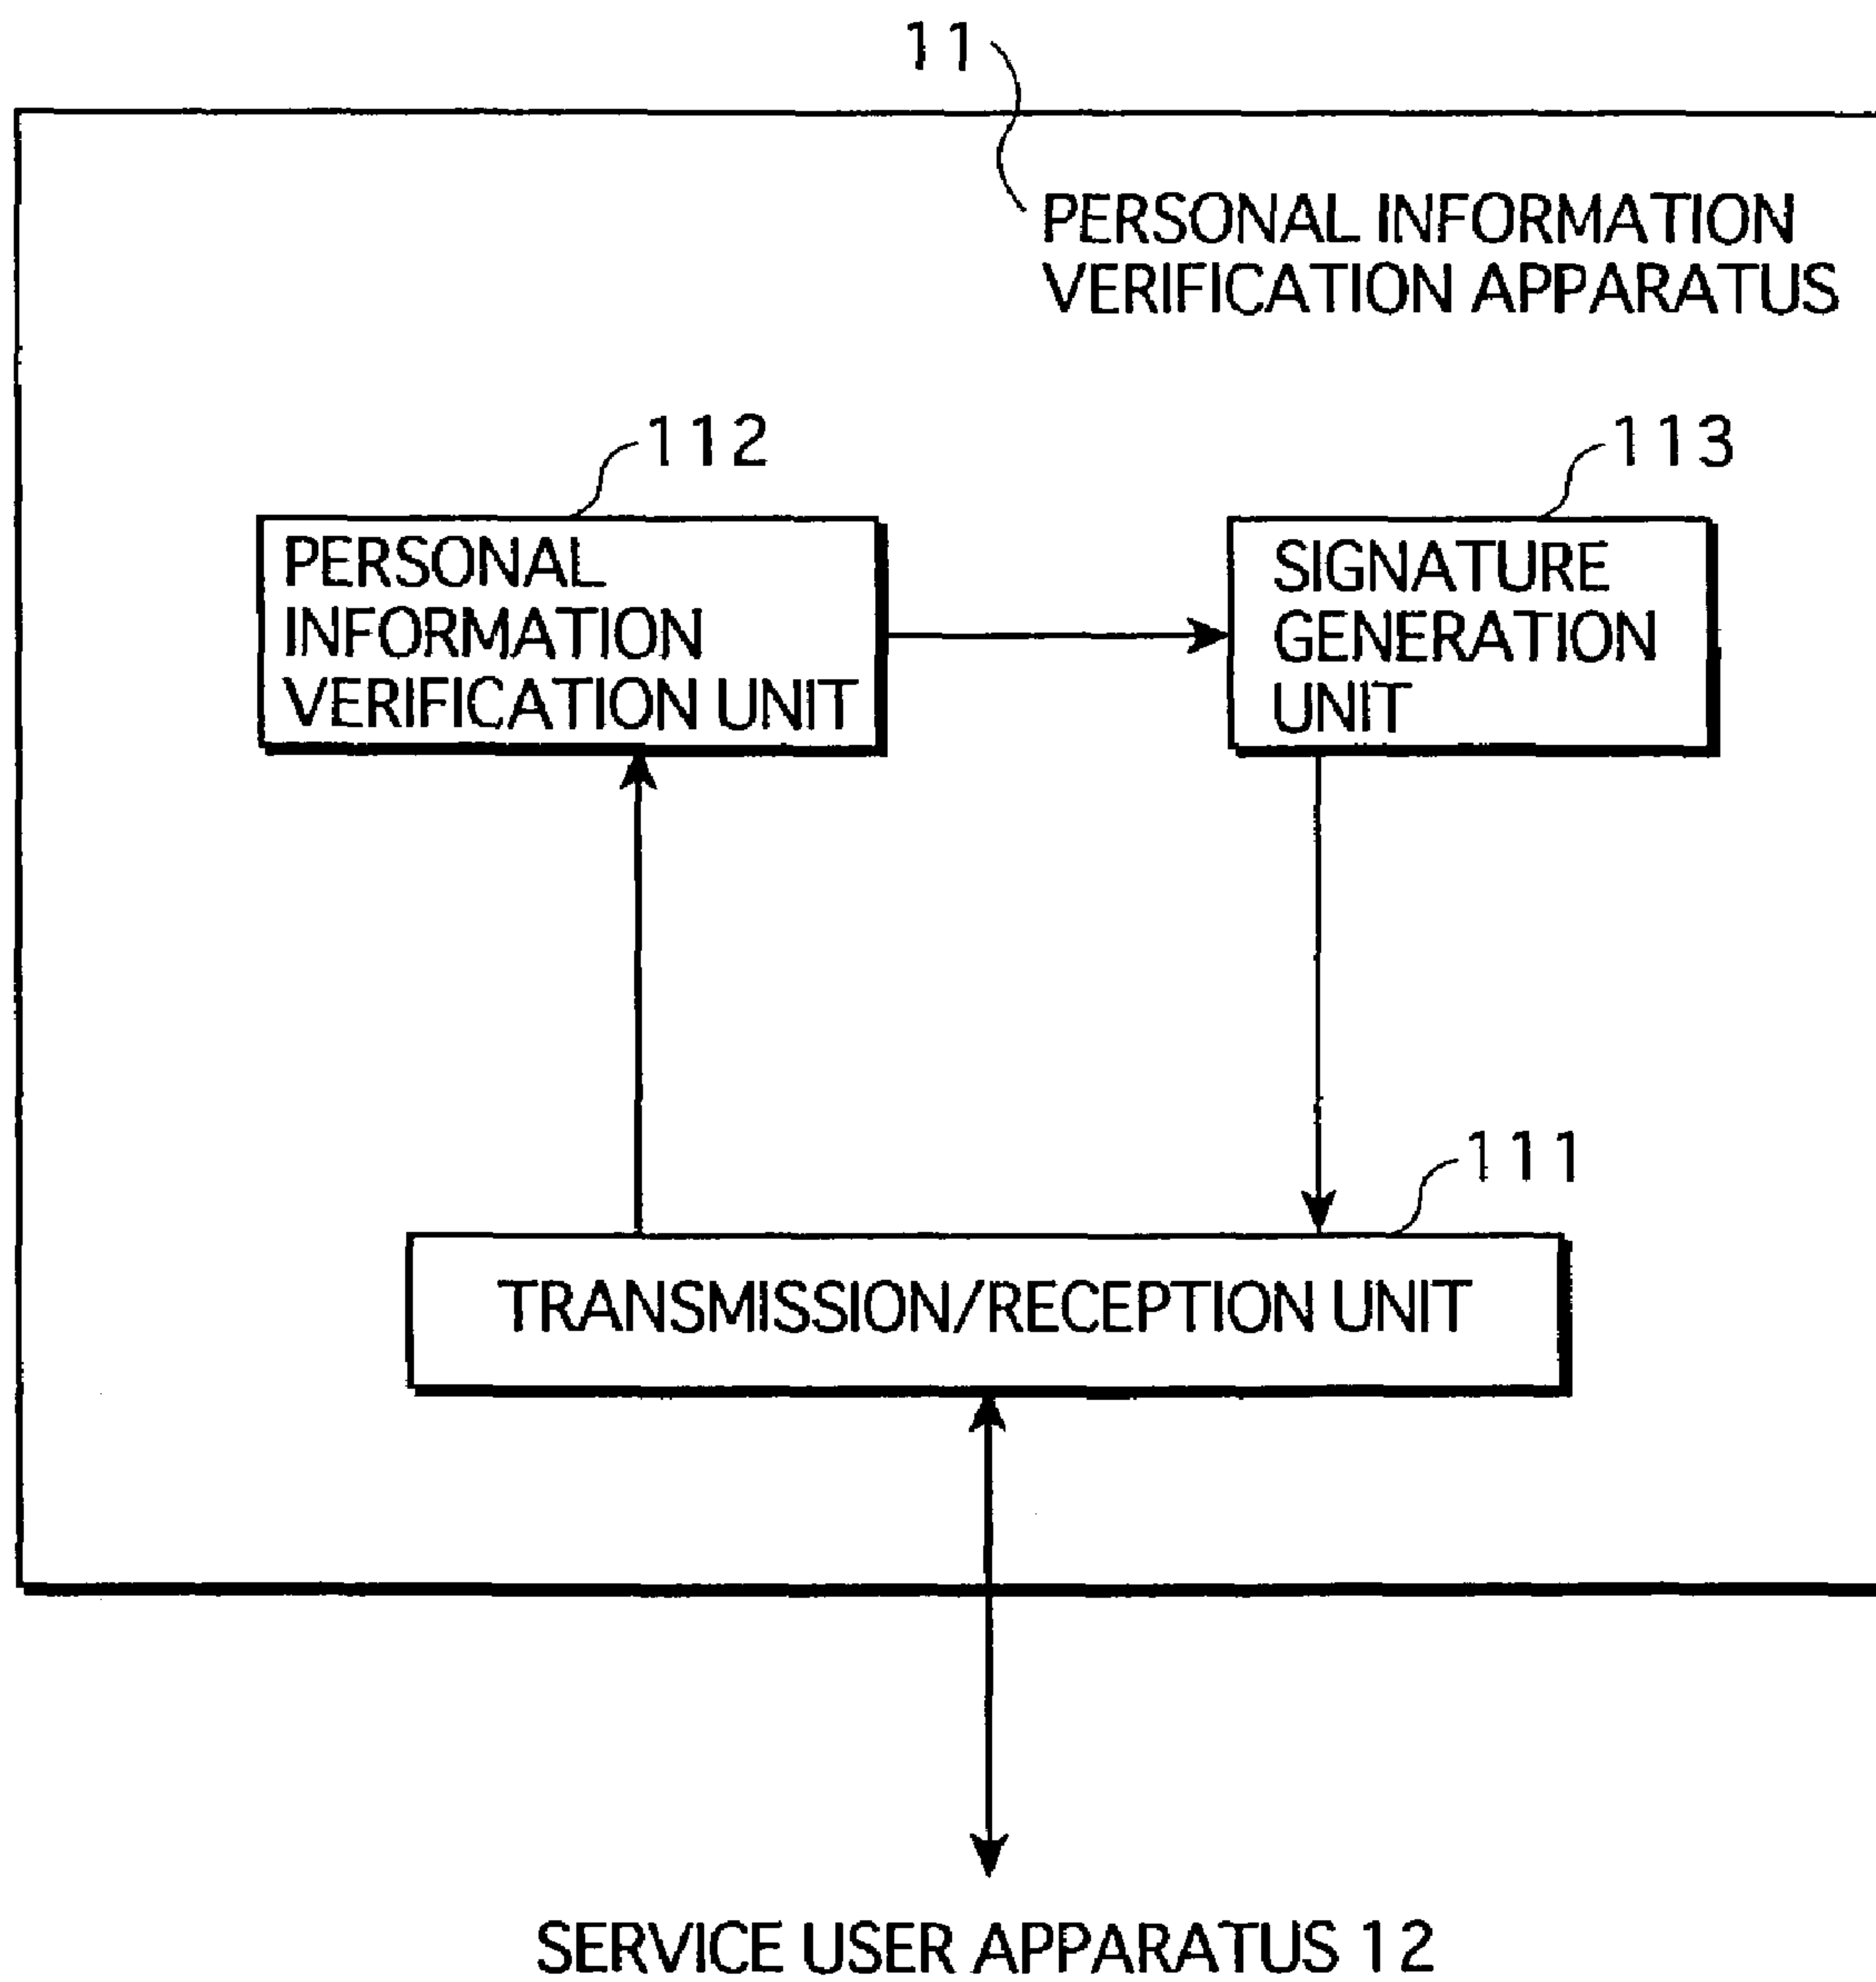 11
PERSONAL INFORMATION
VERIFICATION APPARATUS
112
113
PERSONAL
INFORMATION
VERIFICATION UNIT
SIGNATURE
GENERATION
UNIT
111
TRANSMISSION/RECEPTION UNIT
SERVICE USER APPARATUS 12